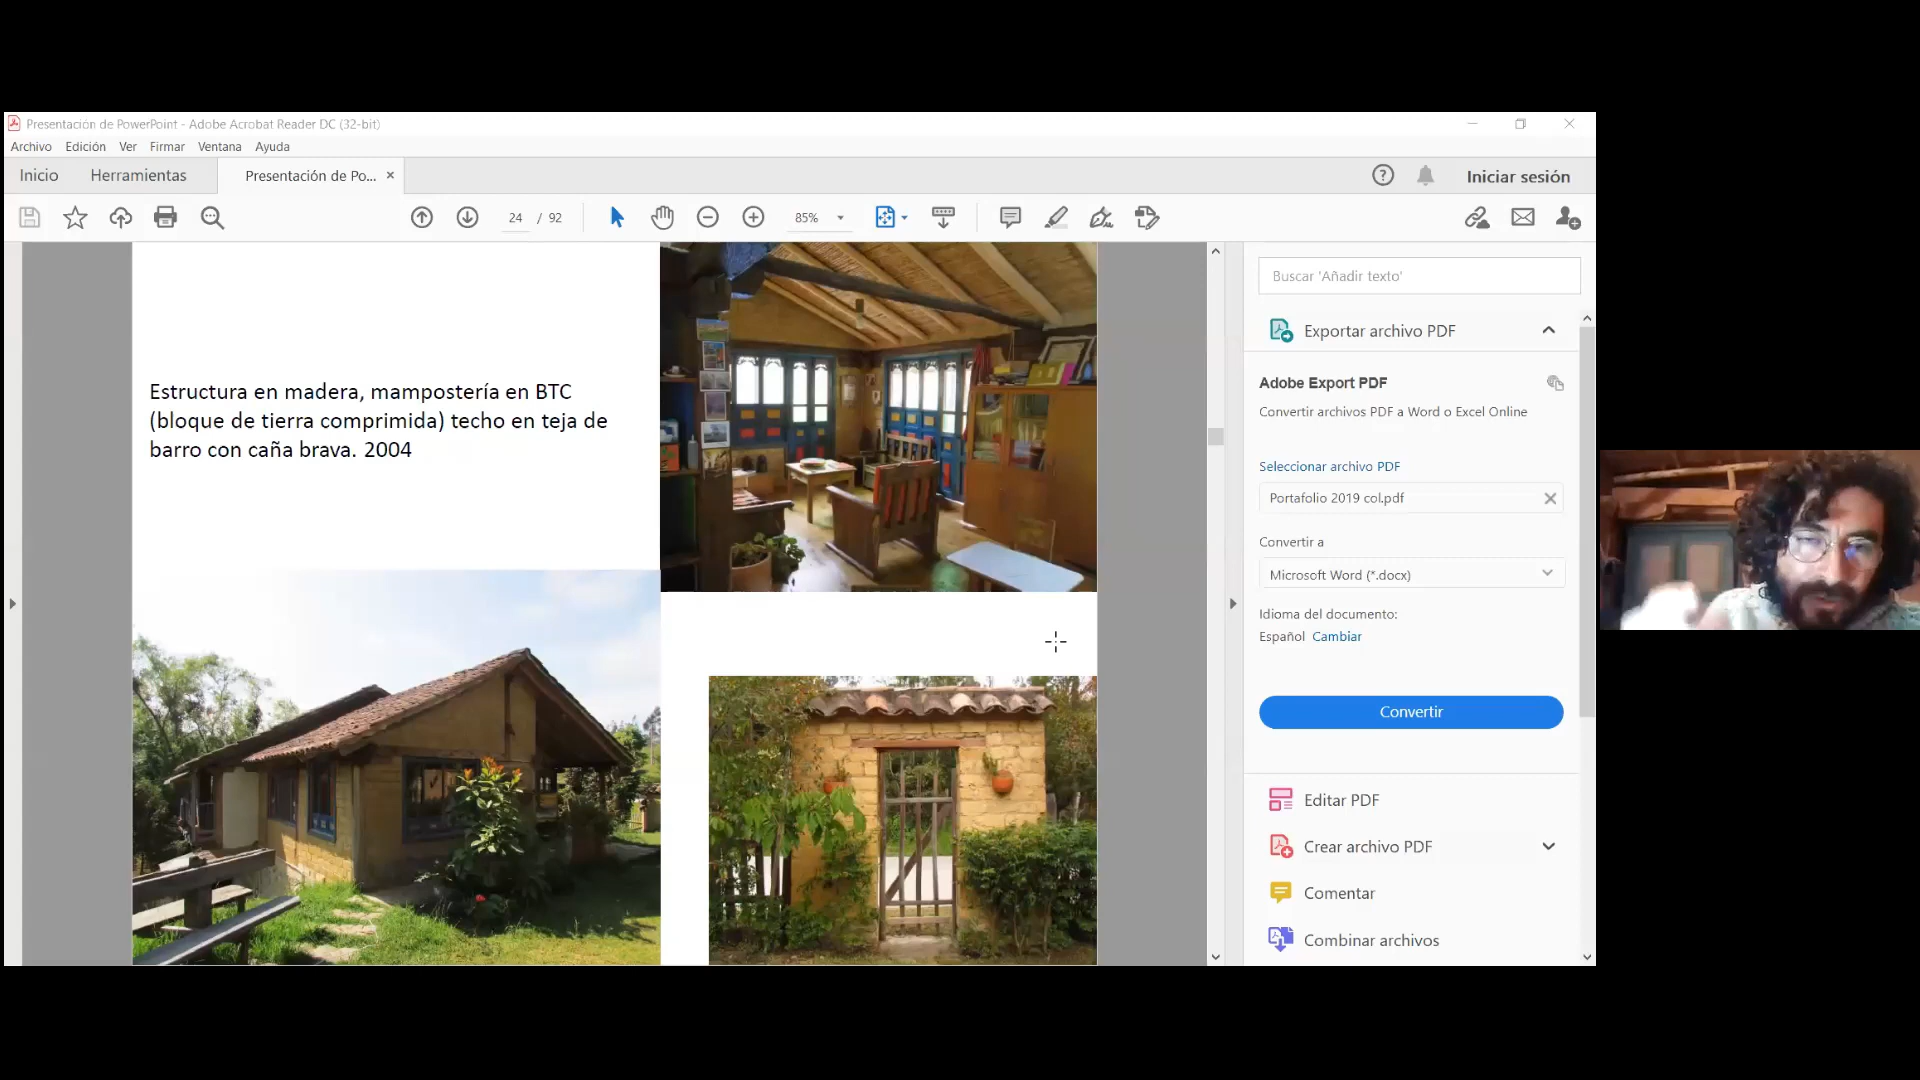 Presentación de PowerPoint - Adobe Acrobat Reader DC (32-bit)
Archivo Edición Ver Firmar Ventana Ayuda
Inicio Herramientas Presentación de Po... Iniciar sesión
24 / 92 85%
Estructura en madera, mampostería en BTC
(bloque de tierra comprimida) techo en teja de
barro con caña brava. 2004
Buscar 'Añadir texto'
Exportar archivo PDF
Adobe Export PDF
Convertir archivos PDF a Word o Excel Online
Seleccionar archivo PDF
Portafolio 2019 col.pdf
Convertir a
Microsoft Word (*.docx)
Idioma del documento:
Español Cambiar
Convertir
Editar PDF
Crear archivo PDF
Comentar
Combinar archivos